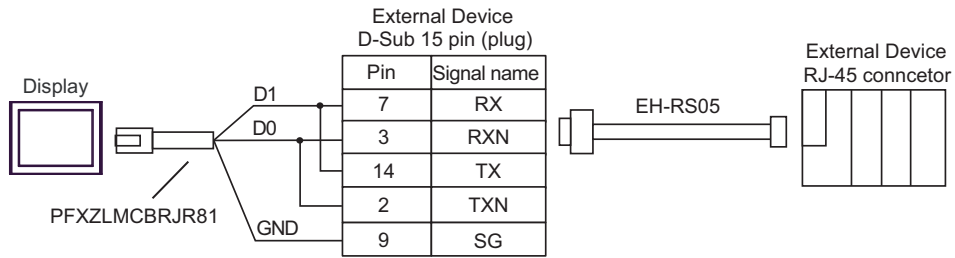 External Device
D-Sub 15 pin (plug)
External Device
RJ-45 conncetor
Display
Pin Signal name
D1
7 RX
EH-RS05
D0
3 RXN
14 TX
PFXZLMCBRJR81
2 TXN
GND
9 SG